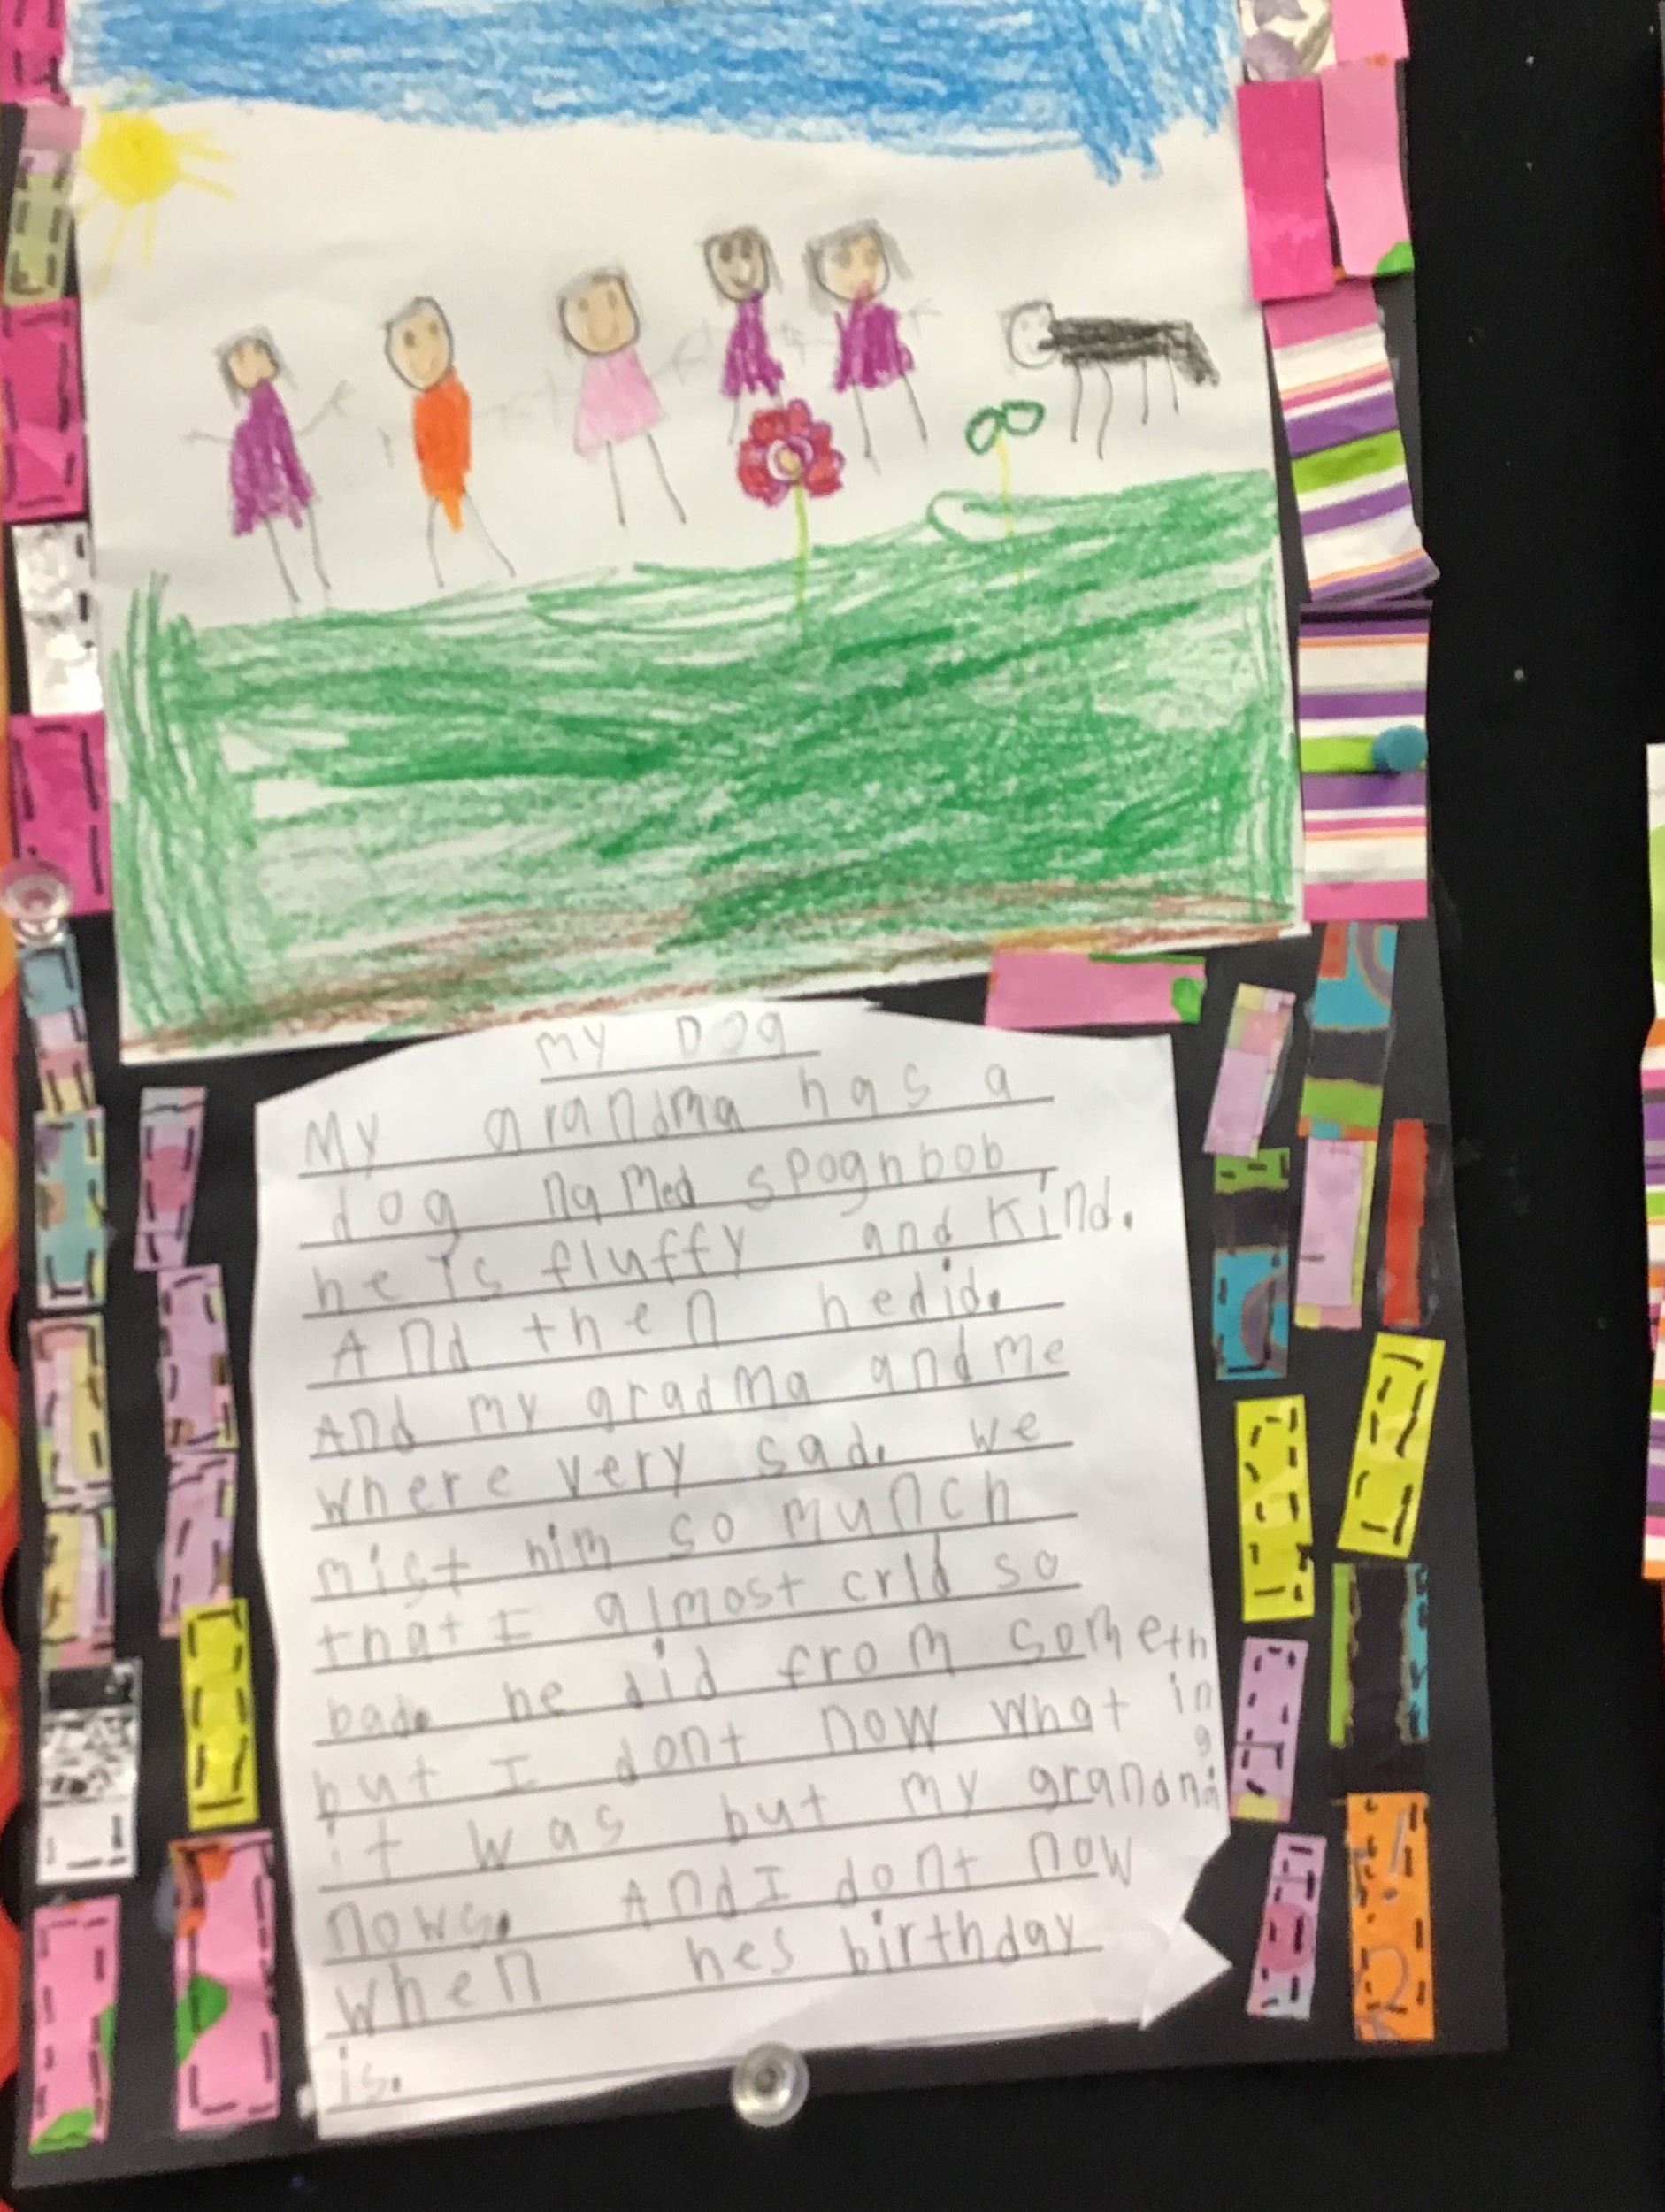 My Dog
My grandma has a
dog named spognbob
he is fluffy and kind.
And then hedid.
And my gradma and me
where very sad. we
mist him so munch
that I almost crid so
bad. he did from someth
in
g
but I dont now what
it was but my grandma
nows. And I dont now
when hes birthday
is.